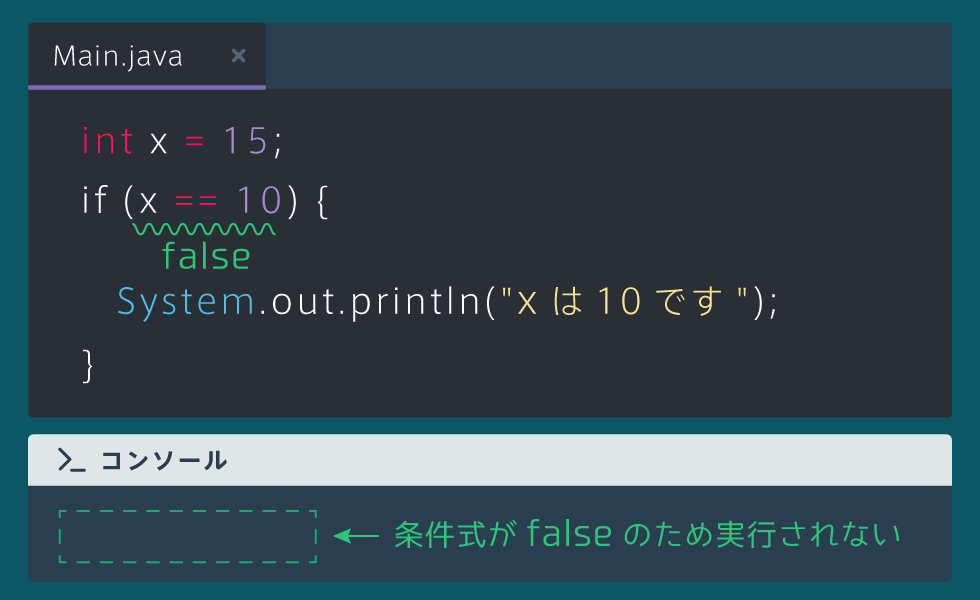 Main.java ×
int x = 15;
if (x == 10) {
false
System.out.println("x は 10 です ");
}
>_ コンソール
← 条件式が false のため実行されない